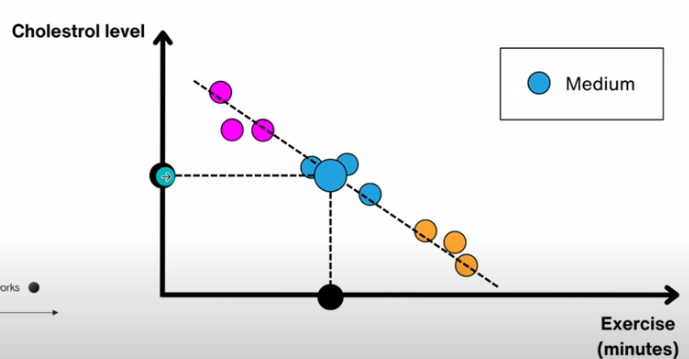 Cholestrol level
Medium
orks
Exercise
(minutes)